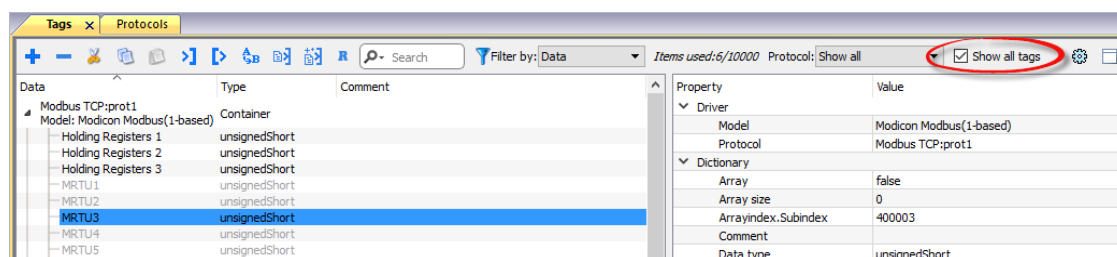 Tags x Protocols
AB R Search Filter by: Data Items used:6/10000 Protocol: Show all Show all tags
Data Type Comment Property Value
Driver
Modbus TCP:prot1
Model: Modicon Modbus(1-based) Container Model Modicon Modbus(1-based)
Holding Registers 1 unsignedShort Protocol Modbus TCP:prot1
Holding Registers 2 unsignedShort Dictionary
Holding Registers 3 unsignedShort Array false
MRTU1 unsignedShort
MRTU2 unsignedShort Array size 0
MRTU3 unsignedShort Arrayindex.Subindex 400003
MRTU4 unsignedShort Comment
MRTU5 unsignedShort Data type unsignedShort